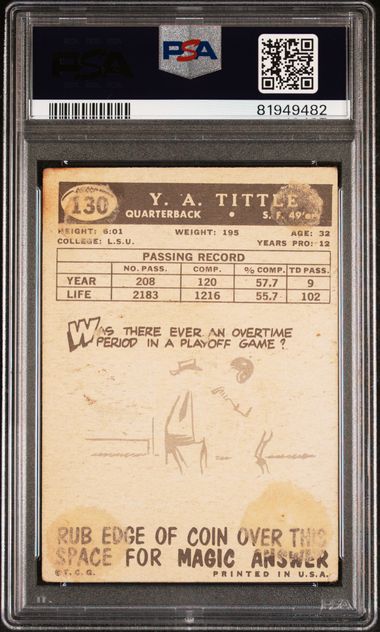 PSA
PSA
81949482
130
Y. A. TITTLE
QUARTERBACK • S. F. 49'ers
HEIGHT: 6:01 WEIGHT: 195 AGE: 32
COLLEGE: L.S.U. YEARS PRO: 12
PASSING RECORD
NO. PASS. COMP. % COMP. TD PASS.
YEAR 208 120 57.7 9
LIFE 2183 1216 55.7 102
WAS THERE EVER AN OVERTIME
PERIOD IN A PLAYOFF GAME?
RUB EDGE OF COIN OVER THIS
SPACE FOR MAGIC ANSWER
© T. C. G. PRINTED IN U.S.A.
PSA